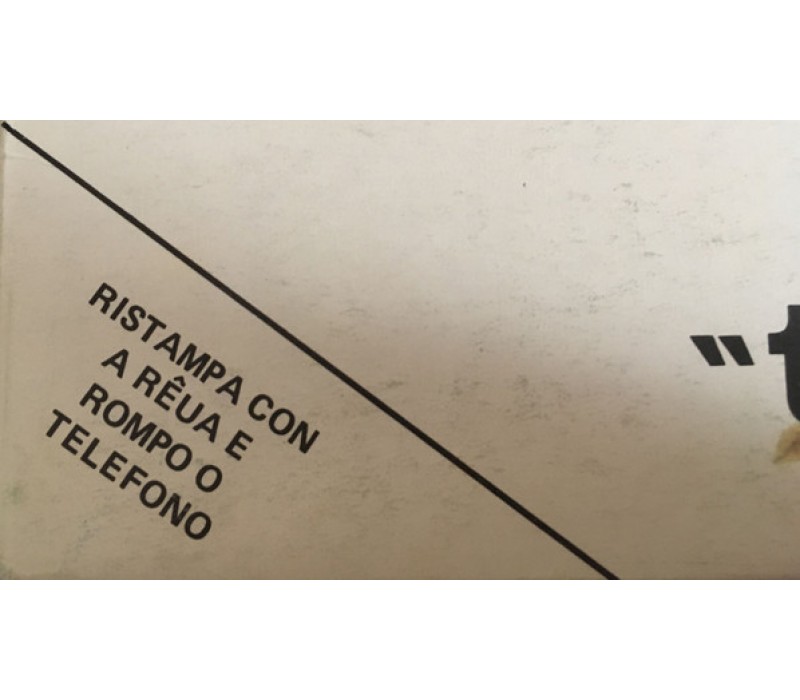 RISTAMPA CON
A RÊUA E
ROMPO O
TELEFONO
"t